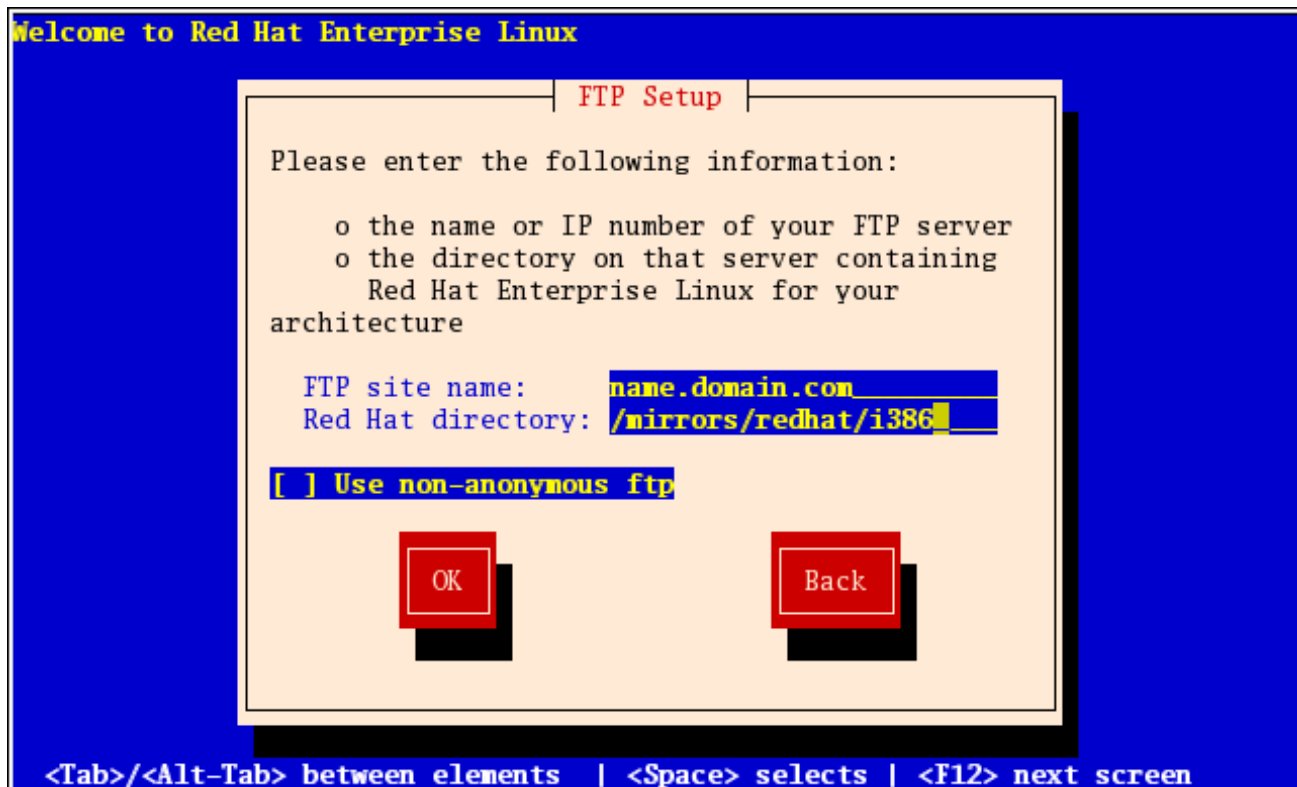 Welcome to Red Hat Enterprise Linux
FTP Setup
Please enter the following information:
o the name or IP number of your FTP server
o the directory on that server containing
Red Hat Enterprise Linux for your
architecture
FTP site name: name.domain.com
Red Hat directory: /mirrors/redhat/i386
[ ] Use non-anonymous ftp
OK Back
<Tab>/<Alt-Tab> between elements | <Space> selects | <F12> next screen